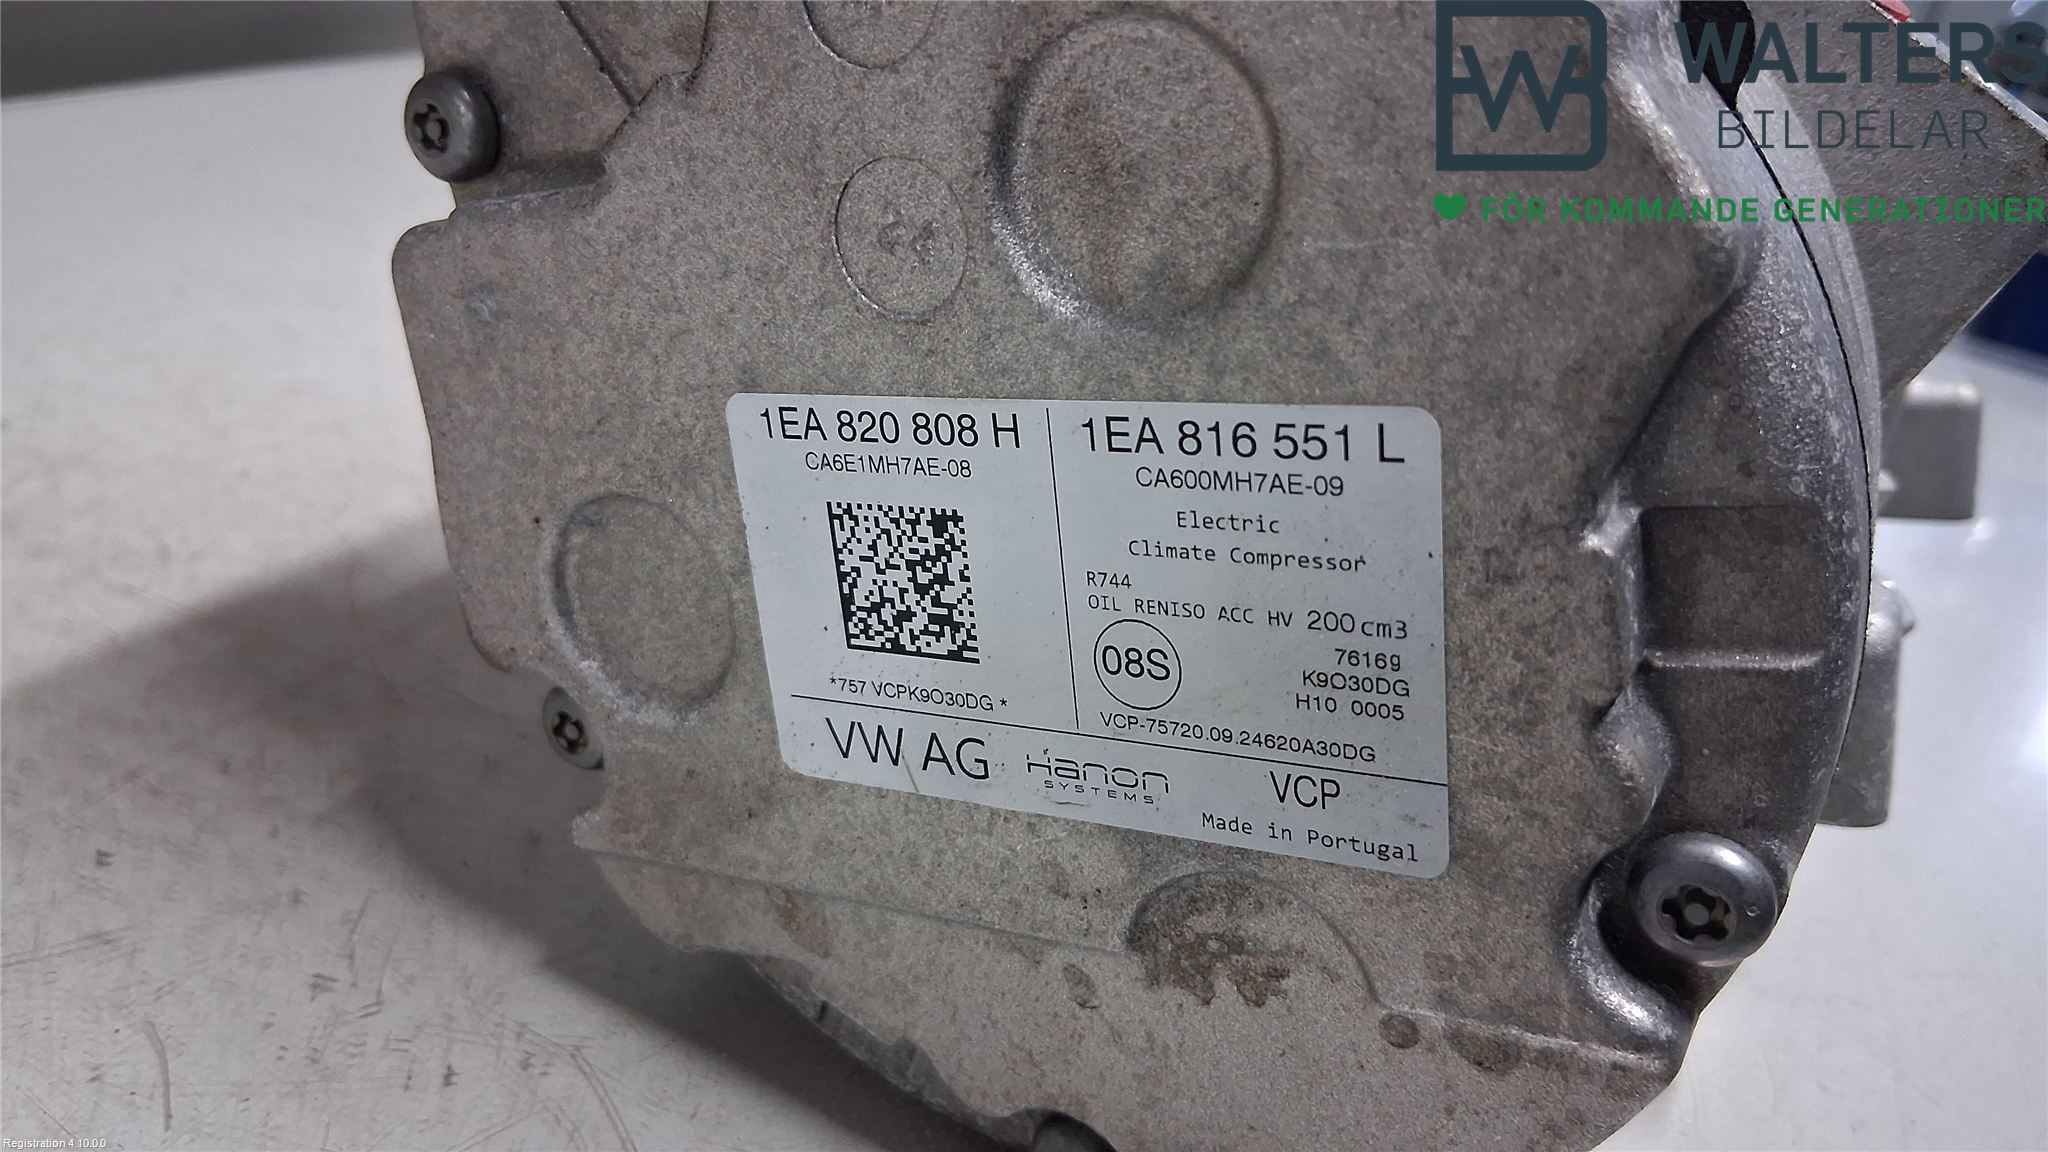 WALTERS
BILDELAR
FÖR KOMMANDE GENERATIONER
1EA 820 808 H
CA6E1MH7AE-08
*757 VCPK9O30DG *
1EA 816 551 L
CA600MH7AE-09
Electric
Climate Compressor
R744
OIL RENISO ACC HV 200 cm3
08S
7616g
K9O30DG
H10 0005
VCP-75720.09.24620A30DG
VW AG
Hanon
SYSTEMS
VCP
Made in Portugal
Registration 4.10.0.0